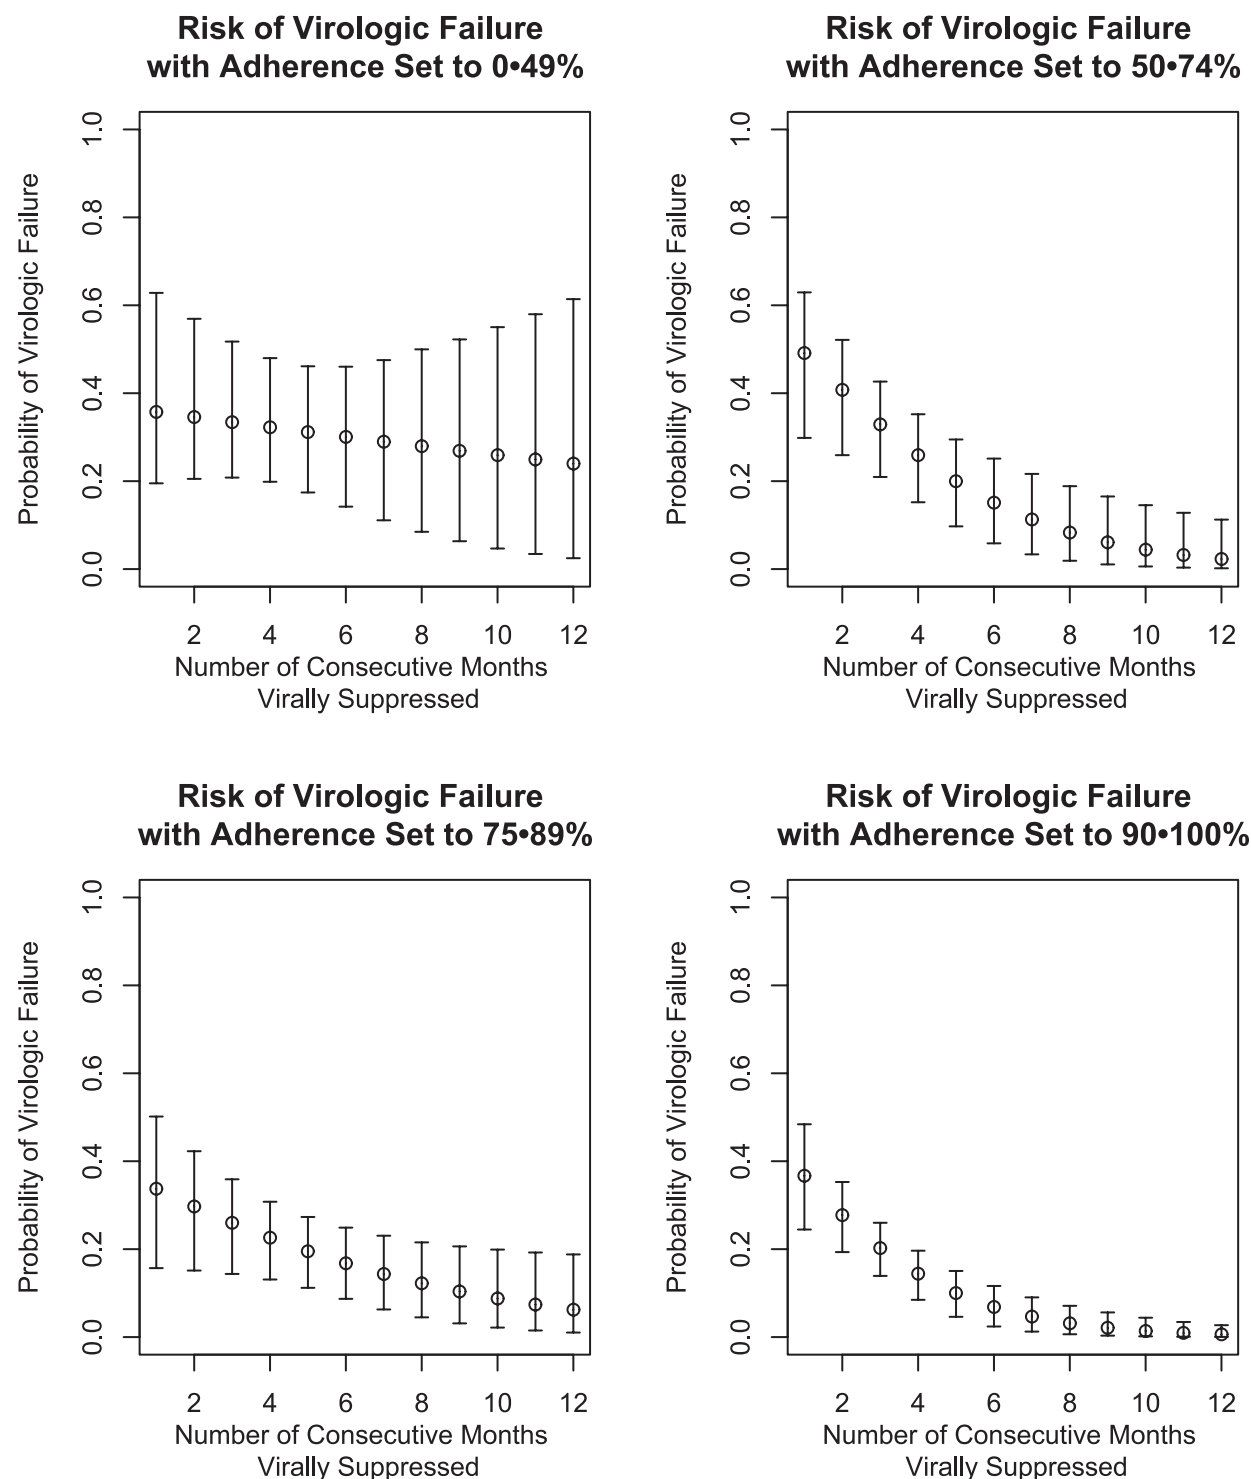 Risk of Virologic Failure
with Adherence Set to 0•49%
Probability of Virologic Failure
1.0
0.8
0.6
0.4
0.2
0.0
2 4 6 8 10 12
Number of Consecutive Months
Virally Suppressed
Risk of Virologic Failure
with Adherence Set to 50•74%
Probability of Virologic Failure
1.0
0.8
0.6
0.4
0.2
0.0
2 4 6 8 10 12
Number of Consecutive Months
Virally Suppressed
Risk of Virologic Failure
with Adherence Set to 75•89%
Probability of Virologic Failure
1.0
0.8
0.6
0.4
0.2
0.0
2 4 6 8 10 12
Number of Consecutive Months
Virally Suppressed
Risk of Virologic Failure
with Adherence Set to 90•100%
Probability of Virologic Failure
1.0
0.8
0.6
0.4
0.2
0.0
2 4 6 8 10 12
Number of Consecutive Months
Virally Suppressed